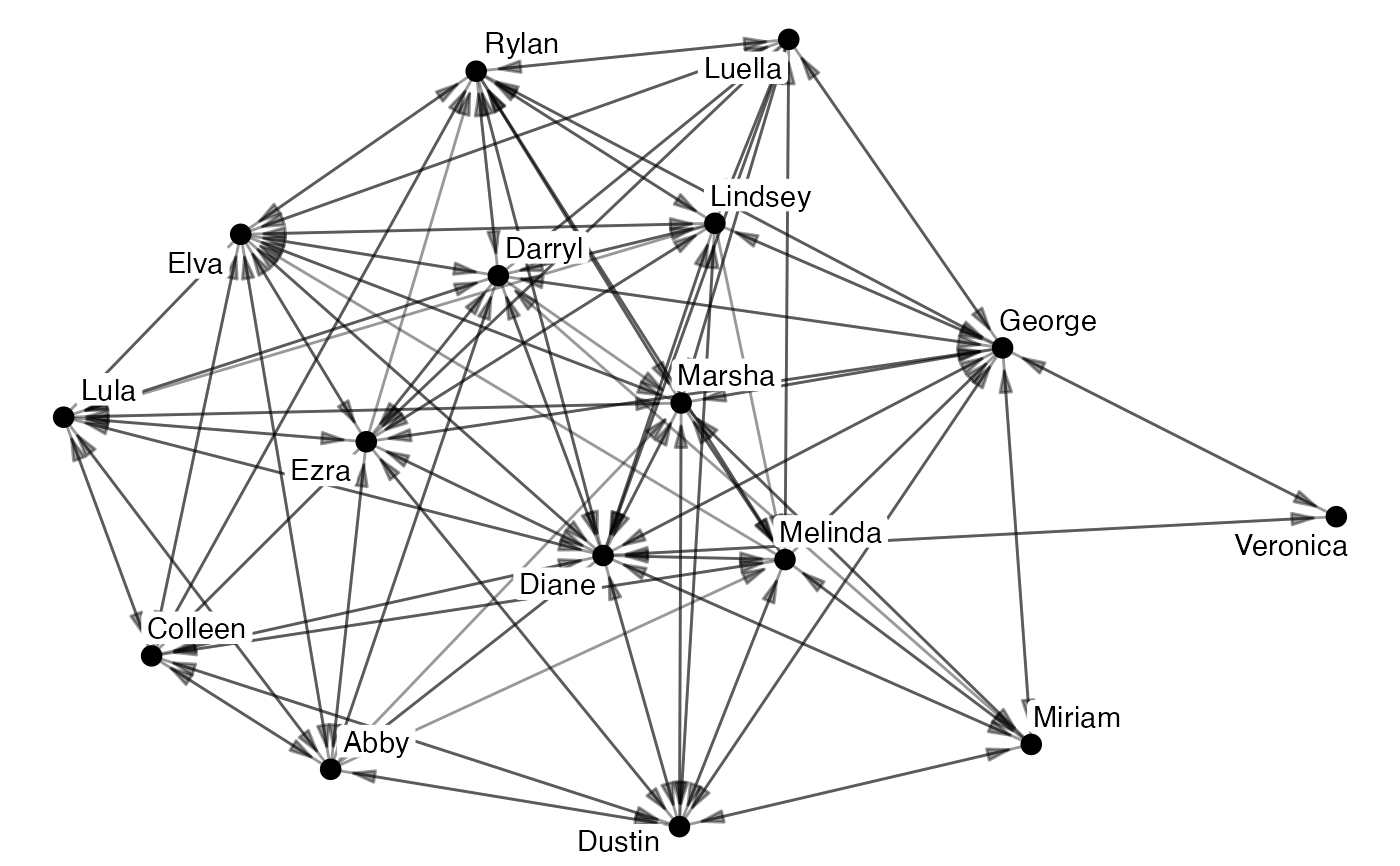 Rylan
Luella
Lindsey
Darryl
Elva
George
Marsha
Lula
Ezra
Melinda
Veronica
Diane
Colleen
Miriam
Abby
Dustin